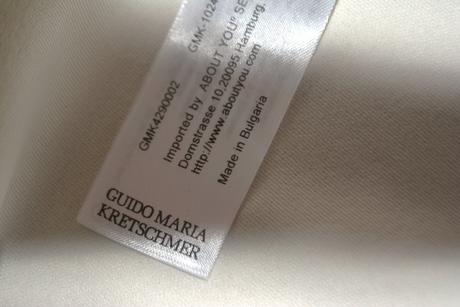 GMK-1024
GMK4290002
Imported by ABOUT YOU® SE
Domstrasse 10,20095 Hamburg,
http://www.aboutyou.com
Made in Bulgaria
GUIDO MARIA
KRETSCHMER